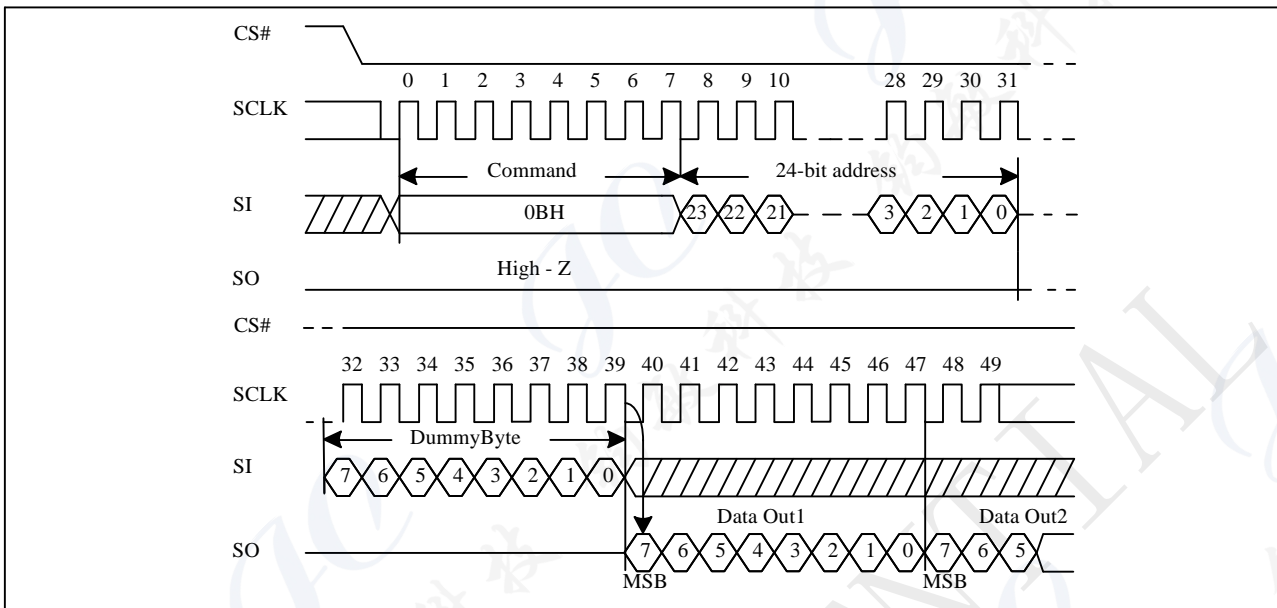 CS#
0 1 2 3 4 5 6 7 8 9 10 28 29 30 31
SCLK
Command 24-bit address
SI 0BH 23 22 21 3 2 1 0
High - Z
SO
CS#
32 33 34 35 36 37 38 39 40 41 42 43 44 45 46 47 48 49
SCLK
DummyByte
SI 7 6 5 4 3 2 1 0
Data Out1 Data Out2
SO 7 6 5 4 3 2 1 0 7 6 5
MSB MSB
NTIAL